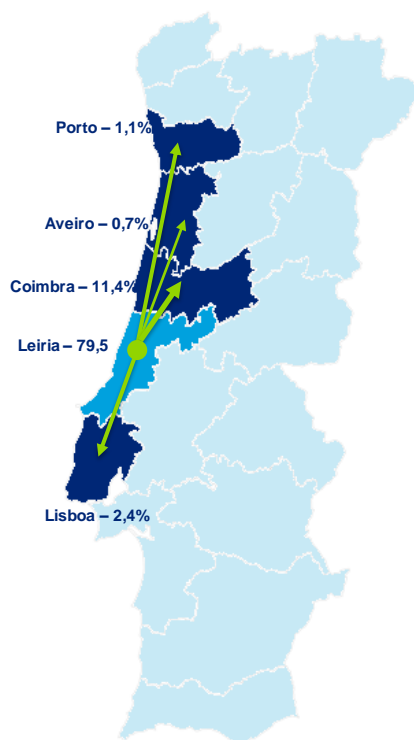 Porto – 1,1%
Aveiro – 0,7%
Coimbra – 11,4%
Leiria – 79,5
Lisboa – 2,4%